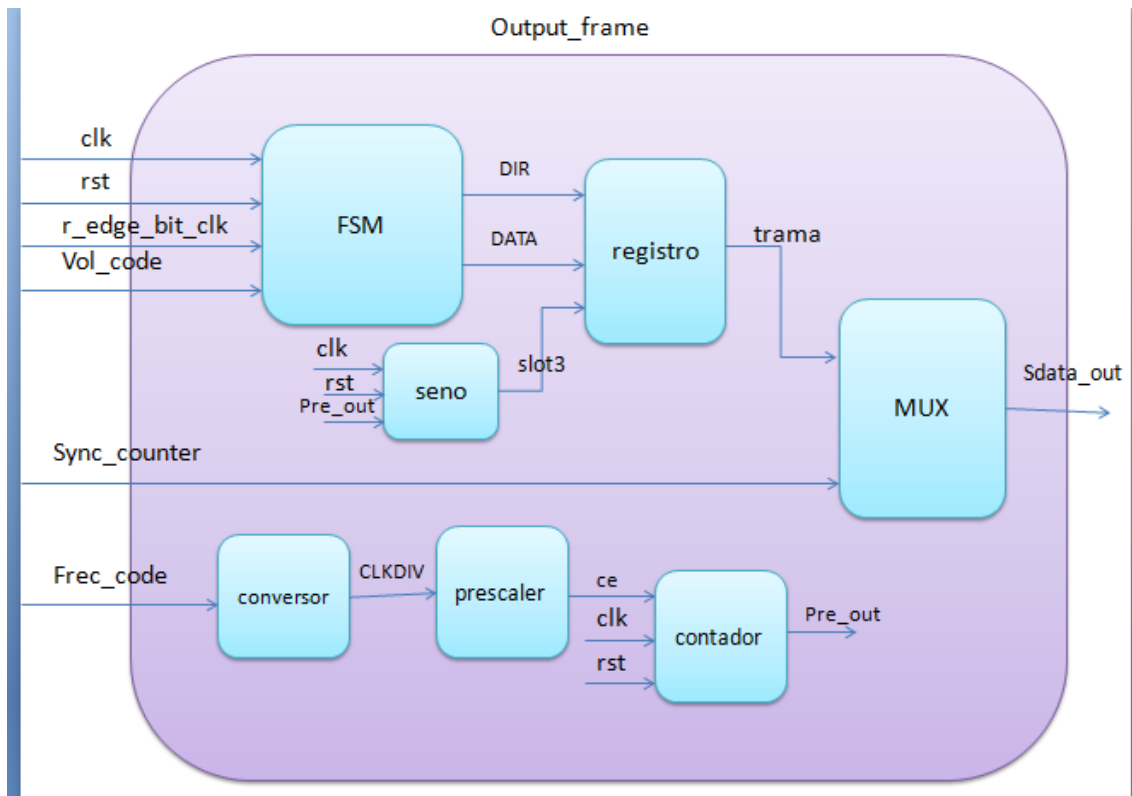 Output_frame
clk
rst
r_edge_bit_clk
Vol_code
FSM
DIR
DATA
registro
trama
clk
rst
Pre_out
seno
slot3
MUX
Sdata_out
Sync_counter
Frec_code
conversor
CLKDIV
prescaler
ce
clk
rst
contador
Pre_out